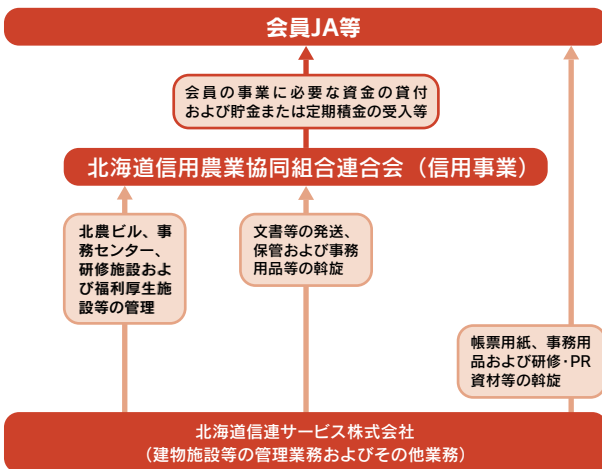 会員JA等
会員の事業に必要な資金の貸付
および貯金または定期積金の受入等
北海道信用農業協同組合連合会（信用事業）
北農ビル、事
務センター、
研修施設およ
び福利厚生施
設等の管理
文書等の発送、
保管および事務
用品等の斡旋
帳票用紙、事務用
品および研修・PR
資材等の斡旋
北海道信連サービス株式会社
（建物施設等の管理業務およびその他業務）